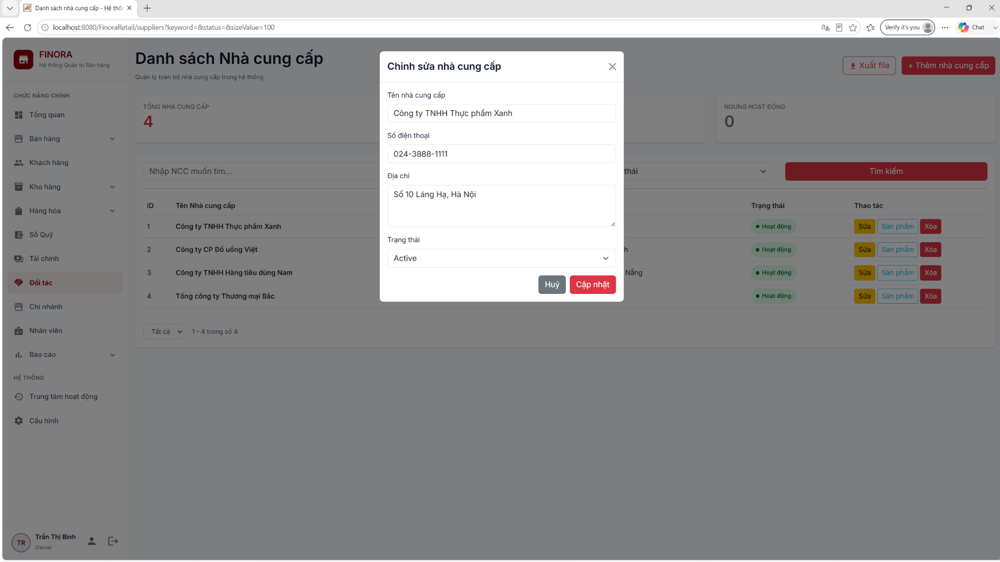 Danh sách nhà cung cấp - Hệ thốn
localhost:8080/FinoraRetail/suppliers?keyword=&status=&sizeValue=100
Verify it's you
Chat
FINORA
Hệ thống Quản trị Bán hàng
CHỨC NĂNG CHÍNH
Tổng quan
Bán hàng
Khách hàng
Kho hàng
Hàng hóa
Sổ Quỹ
Tài chính
Đối tác
Chi nhánh
Nhân viên
Báo cáo
HỆ THỐNG
Trung tâm hoạt động
Cấu hình
TR
Trần Thị Bình
Owner
Danh sách Nhà cung cấp
Quản lý toàn bộ nhà cung cấp trong hệ thống
Xuất file
+ Thêm nhà cung cấp
TỔNG NHÀ CUNG CẤP
4
NGƯNG HOẠT ĐỘNG
0
Nhập NCC muốn tìm...
thái
Tìm kiếm
ID Tên Nhà cung cấp Trạng thái Thao tác
1 Công ty TNHH Thực phẩm Xanh Hoạt động Sửa Sản phẩm Xóa
2 Công ty CP Đồ uống Việt h Hoạt động Sửa Sản phẩm Xóa
3 Công ty TNHH Hàng tiêu dùng Nam Nẵng Hoạt động Sửa Sản phẩm Xóa
4 Tổng công ty Thương mại Bắc Hoạt động Sửa Sản phẩm Xóa
Tất cả 1 - 4 trong số 4
Chỉnh sửa nhà cung cấp
Tên nhà cung cấp
Công ty TNHH Thực phẩm Xanh
Số điện thoại
024-3888-1111
Địa chỉ
Số 10 Láng Hạ, Hà Nội
Trạng thái
Active
Huỷ
Cập nhật